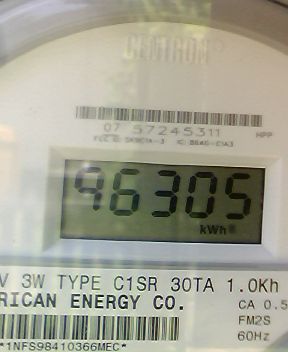 CENTRON®
07 57245311 HPP
96305
kWh
V 3W TYPE C1SR 30TA 1.0Kh
RICAN ENERGY CO.
CA 0.5
FM2S
60Hz
*1NFS98410366MEC*